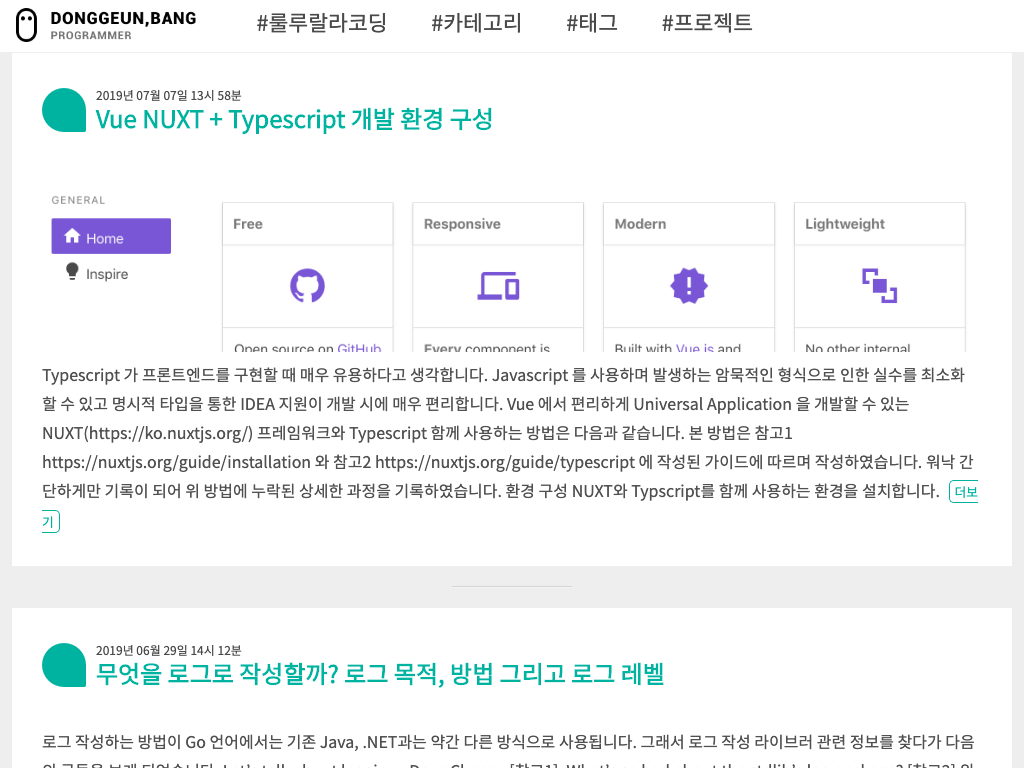 DONGGEUN,BANG
PROGRAMMER
#룰루랄라코딩 #카테고리 #태그 #프로젝트
2019년 07월 07일 13시 58분
Vue NUXT + Typescript 개발 환경 구성
GENERAL
Home
Inspire
Free
Responsive
Modern
Lightweight
Open source on GitHub
Every component is
Built with Vue.js and
No other internal
Typescript 가 프론트엔드를 구현할 때 매우 유용하다고 생각합니다. Javascript 를 사용하며 발생하는 암묵적인 형식으로 인한 실수를 최소화
할 수 있고 명시적 타입을 통한 IDEA 지원이 개발 시에 매우 편리합니다. Vue 에서 편리하게 Universal Application 을 개발할 수 있는
NUXT(https://ko.nuxtjs.org/) 프레임워크와 Typescript 함께 사용하는 방법은 다음과 같습니다. 본 방법은 참고1
https://nuxtjs.org/guide/installation 와 참고2 https://nuxtjs.org/guide/typescript 에 작성된 가이드에 따르며 작성하였습니다. 워낙 간
단하게만 기록이 되어 위 방법에 누락된 상세한 과정을 기록하였습니다. 환경 구성 NUXT와 Typscript를 함께 사용하는 환경을 설치합니다. 더보
기
2019년 06월 29일 14시 12분
무엇을 로그로 작성할까? 로그 목적, 방법 그리고 로그 레벨
로그 작성하는 방법이 Go 언어에서는 기존 Java, .NET과는 약간 다른 방식으로 사용됩니다. 그래서 로그 작성 라이브러 관련 정보를 찾다가 다음